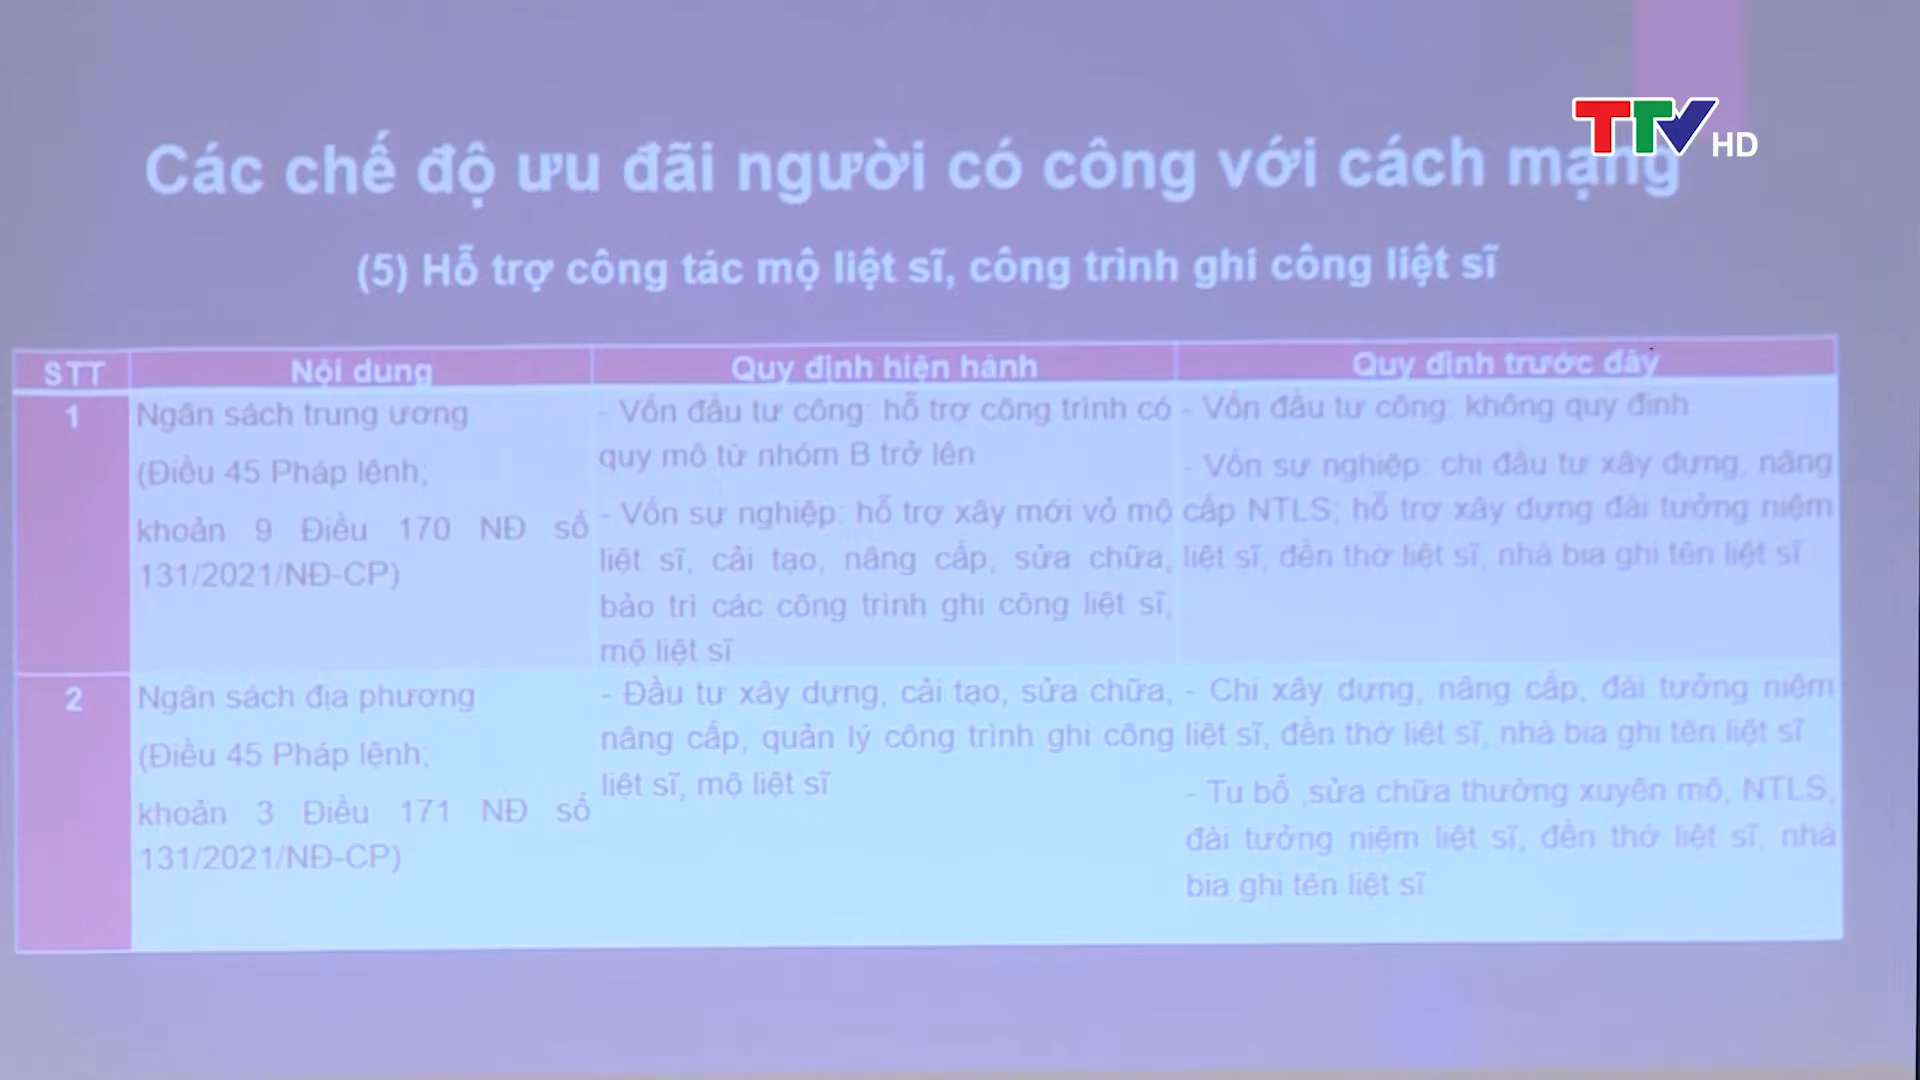 TTV HD
Các chế độ ưu đãi người có công với cách mạng
(5) Hỗ trợ công tác mộ liệt sĩ, công trình ghi công liệt sĩ
STT Nội dung Quy định hiện hành Quy định trước đây
1
Ngân sách trung ương
(Điều 45 Pháp lệnh;
khoản 9 Điều 170 NĐ số
131/2021/NĐ-CP)
- Vốn đầu tư công: hỗ trợ công trình có
quy mô từ nhóm B trở lên
- Vốn sự nghiệp: hỗ trợ xây mới vỏ mộ
liệt sĩ, cải tạo, nâng cấp, sửa chữa,
bảo trì các công trình ghi công liệt sĩ,
mộ liệt sĩ
- Vốn đầu tư công: không quy định
- Vốn sự nghiệp: chi đầu tư xây dựng, nâng
cấp NTLS; hỗ trợ xây dựng đài tưởng niệm
liệt sĩ, đền thờ liệt sĩ, nhà bia ghi tên liệt sĩ
2
Ngân sách địa phương
(Điều 45 Pháp lệnh;
khoản 3 Điều 171 NĐ số
131/2021/NĐ-CP)
- Đầu tư xây dựng, cải tạo, sửa chữa,
nâng cấp, quản lý công trình ghi công
liệt sĩ, mộ liệt sĩ
- Chi xây dựng, nâng cấp, đài tưởng niệm
liệt sĩ, đền thờ liệt sĩ, nhà bia ghi tên liệt sĩ
- Tu bổ ,sửa chữa thường xuyên mộ, NTLS,
đài tưởng niệm liệt sĩ, đền thờ liệt sĩ, nhà
bia ghi tên liệt sĩ